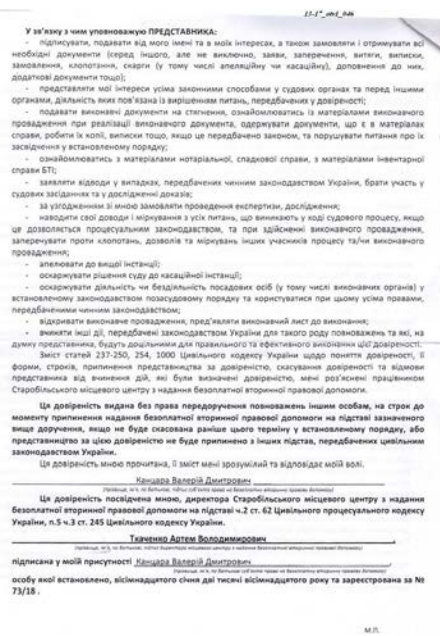 У зв'язку з чим уповноважую ПРЕДСТАВНИКА:
- підписувати, подавати від мого імені та в моїх інтересах, а також замовляти і отримувати всі
необхідні документи (серед іншого, але не виключно, заяви, заперечення, витяги, виписки,
замовлення, клопотання, скарги (у тому числі апеляційну чи касаційну), доповнення до них,
додаткові документи тощо);
- представляти мої інтереси усіма законними способами у судових органах та перед іншими
органами, діяльність яких пов'язана із вирішенням питань, передбачених у довіреності;
- подавати виконавчі документи на стягнення, ознайомлюватись із матеріалами виконавчого
провадження при реалізації виконавчого документу, одержувати документи, що є в матеріалах
справи, робити їх копії, виписки тощо, якщо це передбачено законом, та порушувати питання про їх
засвідчення у встановленому порядку;
- ознайомлюватись з матеріалами нотаріальної, спадкової справи, з матеріалами інвентарної
справи БТІ;
- заявляти відводи у випадках, передбачених чинним законодавством України, брати участь у
судових засіданнях та у дослідженні доказів;
- за узгодженням зі мною замовляти проведення експертизи, дослідження;
- наводити свої доводи і міркування з усіх питань, що виникають у ході судового процесу, якщо
це дозволяється процесуальним законодавством, та при здійсненні виконавчого провадження,
заперечувати проти клопотань, дозволів та міркувань інших учасників процесу та/чи виконавчого
провадження;
- апелювати до вищої інстанції;
- оскаржувати рішення суду до касаційної інстанції;
- оскаржувати діяльність чи бездіяльність посадових осіб (у тому числі виконавчих органів) у
встановленому законодавством позасудовому порядку та користуватися при цьому усіма правами,
передбаченими чинним законодавством;
- відкривати виконавче провадження, пред'являти виконавчий лист до виконання;
- вчиняти інші дії, передбачені законодавством України для такого роду повноважень та які, на
думку представника, будуть доцільними для правильного та ефективного виконання цієї довіреності.
Зміст статей 237-250, 254, 1000 Цивільного кодексу України щодо поняття довіреності, її
форми, строків, припинення представництва за довіреністю, скасування довіреності та відмови
представника від вчинення дій, які були визначені довіреністю, мені роз'яснені працівником
Старобільського місцевого центру з надання безоплатної вторинної правової допомоги.
Ця довіреність видана без права передоручення повноважень іншим особам, на строк до
моменту припинення надання безоплатної вторинної правової допомоги на підставі зазначеного
вище доручення, якщо не буде скасована раніше цього терміну у встановленому порядку, або
представництво за цією довіреністю не буде припинено з інших підстав, передбачених цивільним
законодавством України.
Ця довіреність мною прочитана, її зміст мені зрозумілий та відповідає моїй волі.
Канцара Валерій Дмитрович
Ця довіреність посвідчена мною, директора Старобільського місцевого центру з надання
безоплатної вторинної правової допомоги на підставі ч.2 ст. 62 Цивільного процесуального кодексу
України, п.5 ч.3 ст. 245 Цивільного кодексу України.
Ткаченко Артем Володимирович
підписана у моїй присутності Канцара Валерій Дмитрович
особу якої встановлено, вісімнадцятого січня дві тисячі вісімнадцятого року та зареєстрована за №
73/18 .
М.П.